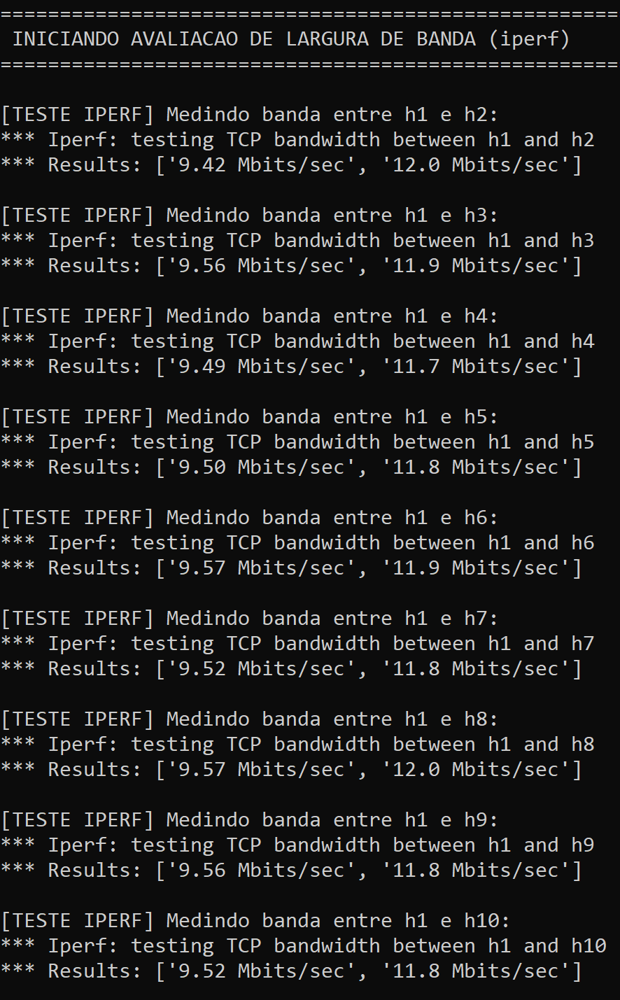 ====================================================
INICIANDO AVALIACAO DE LARGURA DE BANDA (iperf)
====================================================
[TESTE IPERF] Medindo banda entre h1 e h2:
*** Iperf: testing TCP bandwidth between h1 and h2
*** Results: ['9.42 Mbits/sec', '12.0 Mbits/sec']
[TESTE IPERF] Medindo banda entre h1 e h3:
*** Iperf: testing TCP bandwidth between h1 and h3
*** Results: ['9.56 Mbits/sec', '11.9 Mbits/sec']
[TESTE IPERF] Medindo banda entre h1 e h4:
*** Iperf: testing TCP bandwidth between h1 and h4
*** Results: ['9.49 Mbits/sec', '11.7 Mbits/sec']
[TESTE IPERF] Medindo banda entre h1 e h5:
*** Iperf: testing TCP bandwidth between h1 and h5
*** Results: ['9.50 Mbits/sec', '11.8 Mbits/sec']
[TESTE IPERF] Medindo banda entre h1 e h6:
*** Iperf: testing TCP bandwidth between h1 and h6
*** Results: ['9.57 Mbits/sec', '11.9 Mbits/sec']
[TESTE IPERF] Medindo banda entre h1 e h7:
*** Iperf: testing TCP bandwidth between h1 and h7
*** Results: ['9.52 Mbits/sec', '11.8 Mbits/sec']
[TESTE IPERF] Medindo banda entre h1 e h8:
*** Iperf: testing TCP bandwidth between h1 and h8
*** Results: ['9.57 Mbits/sec', '12.0 Mbits/sec']
[TESTE IPERF] Medindo banda entre h1 e h9:
*** Iperf: testing TCP bandwidth between h1 and h9
*** Results: ['9.56 Mbits/sec', '11.8 Mbits/sec']
[TESTE IPERF] Medindo banda entre h1 e h10:
*** Iperf: testing TCP bandwidth between h1 and h10
*** Results: ['9.52 Mbits/sec', '11.8 Mbits/sec']